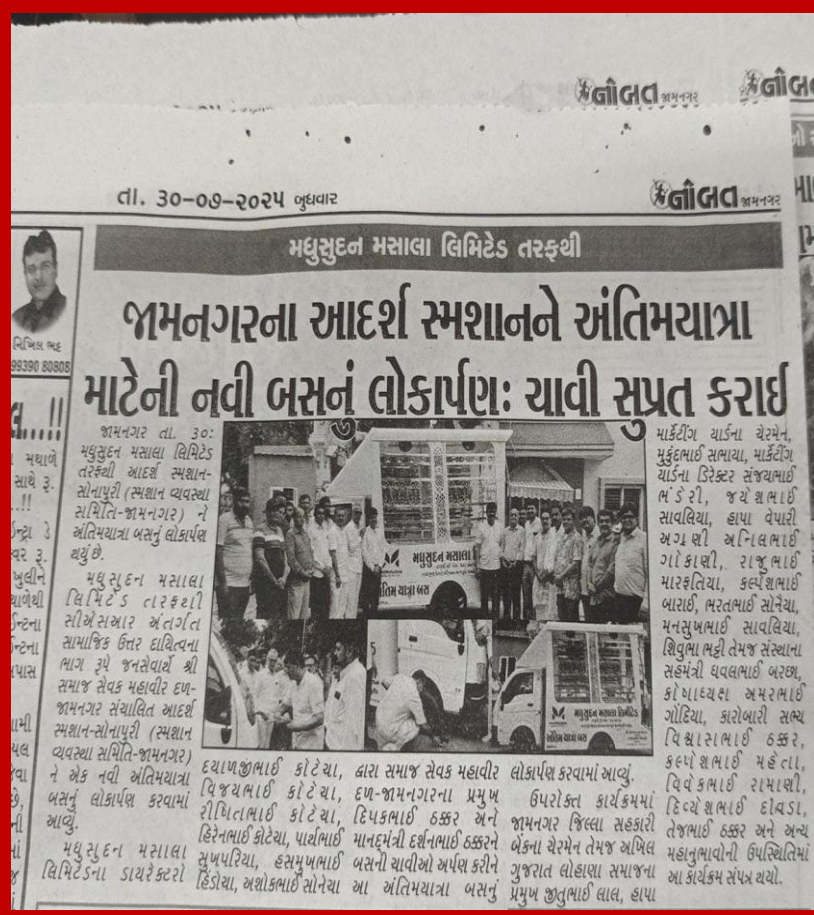 નોબત જામનગર
નોબત
તા. ૩૦-૦૭-૨૦૨૫ બુધવાર
નોબત જામનગર
મધુસુદન મસાલા લિમિટેડ તરફથી
જામનગરના આદર્શ સ્મશાનને અંતિમયાત્રા
માટેની નવી બસનું લોકાર્પણઃ ચાવી સુપ્રત કરાઈ
જામનગર તા. ૩૦:
મધુસુદન મસાલા લિમિટેડ
તરફથી આદર્શ સ્મશાન-
સોનાપુરી (સ્મશાન વ્યવસ્થા
સમિતિ-જામનગર) ને
અંતિમયાત્રા બસનું લોકાર્પણ
થયું છે.
મધુસુદન મસાલા
લિમિટેડ તરફથી
સીએસઆર અંતર્ગત
સામાજિક ઉત્તર દાયિત્વના
ભાગ રૂપે જનસેવાર્થે શ્રી
સમાજ સેવક મહાવીર દળ-
જામનગર સંચાલિત આદર્શ
સ્મશાન-સોનાપુરી (સ્મશાન
વ્યવસ્થા સમિતિ-જામનગર)
ને એક નવી અંતિમયાત્રા
બસનું લોકાર્પણ કરવામાં
આવ્યું.
મધુસુદન મસાલા
લિમિટેડના ડાયરેક્ટરો
દયાળજીભાઈ કોટેચા,
વિજયભાઈ કોટેચા,
રીષિતભાઈ કોટેચા,
હિરેનભાઈ કોટેચા, પાર્થભાઈ
સુખપરિયા, હસમુખભાઈ
હિંડોચા, અશોકભાઈ સોનેચા
દ્વારા સમાજ સેવક મહાવીર
દળ-જામનગરના પ્રમુખ
દિપકભાઈ ઠક્કર અને
માનદ્‌મંત્રી દર્શનભાઈ ઠક્કરને
બસની ચાવીઓ અર્પણ કરીને
આ અંતિમયાત્રા બસનું
લોકાર્પણ કરવામાં આવ્યું.
ઉપરોક્ત કાર્યક્રમમાં
જામનગર જિલ્લા સહકારી
બેંકના ચેરમેન તેમજ અખિલ
ગુજરાત લોહાણા સમાજના
પ્રમુખ જીતુભાઈ લાલ, હાપા
માર્કેટીંગ યાર્ડના ચેરમેન,
મુકુંદભાઈ સભાયા, માર્કેટીંગ
યાર્ડના ડિરેક્ટર સંજયભાઈ
ભંડેરી, જયેશભાઈ
સાવલિયા, હાપા વેપારી
અગ્રણી અનિલભાઈ
ગોકાણી, રાજુભાઈ
મારફતિયા, કલ્પેશભાઈ
બારાઈ, ભરતભાઈ સોનૈયા,
મનસુખભાઈ સાવલિયા,
શિવુભા ભટ્ટી તેમજ સંસ્થાના
સહમંત્રી ધવલભાઈ બરછા,
કોષાધ્યક્ષ અમરભાઈ
ગોંદિયા, કારોબારી સભ્ય
વિશ્વાસભાઈ ઠક્કર,
કલ્પેશભાઈ મહેતા,
વિવેકભાઈ રામાણી,
દિવ્યેશભાઈ દાવડા,
તેજભાઈ ઠક્કર અને અન્ય
મહાનુભાવોની ઉપસ્થિતિમાં
આ કાર્યક્રમ સંપન્ન થયો.
મધુસુદન મસાલા
અંતિમ યાત્રા બસ
મધુસુદન મસાલા લિમિટેડ
અંતિમ યાત્રા બસ
નિખિલ ભટ્ટ
99390 80808